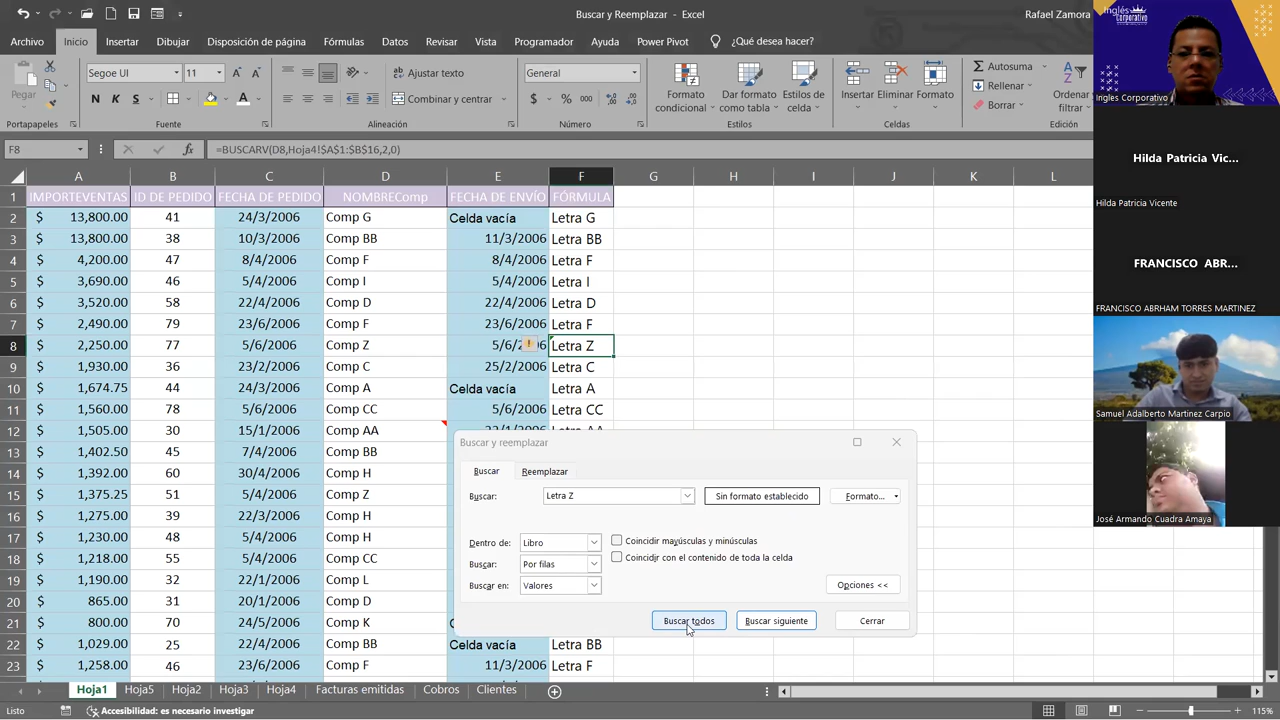 Buscar y Reemplazar - Excel
Rafael Zamora
Archivo Inicio Insertar Dibujar Disposición de página Fórmulas Datos Revisar Vista Programador Ayuda Power Pivot ¿Qué desea hacer?
Pegar
Segoe UI 11
N K S
Ajustar texto
Combinar y centrar
General
$ % 000
Formato condicional
Dar formato como tabla
Estilos de celda
Insertar Eliminar Formato
Autosuma
Rellenar
Borrar
Ordenar filtrar
Portapapeles Fuente Alineación Número Estilos Celdas Edición
F8 fx =BUSCARV(D8,Hoja4!$A$1:$B$16,2,0)
A B C D E F G H I J K L
1 IMPORTEVENTAS ID DE PEDIDO FECHA DE PEDIDO NOMBREComp FECHA DE ENVÍO FÓRMULA
2 $ 13,800.00 41 24/3/2006 Comp G Celda vacía Letra G
3 $ 13,800.00 38 10/3/2006 Comp BB 11/3/2006 Letra BB
4 $ 4,200.00 47 8/4/2006 Comp F 8/4/2006 Letra F
5 $ 3,690.00 46 5/4/2006 Comp I 5/4/2006 Letra I
6 $ 3,520.00 58 22/4/2006 Comp D 22/4/2006 Letra D
7 $ 2,490.00 79 23/6/2006 Comp F 23/6/2006 Letra F
8 $ 2,250.00 77 5/6/2006 Comp Z 5/6/2 6 Letra Z
9 $ 1,930.00 36 23/2/2006 Comp C 25/2/2006 Letra C
10 $ 1,674.75 44 24/3/2006 Comp A Celda vacía Letra A
11 $ 1,560.00 78 5/6/2006 Comp CC 5/6/2006 Letra CC
12 $ 1,505.00 30 15/1/2006 Comp AA
13 $ 1,402.50 45 7/4/2006 Comp BB
14 $ 1,392.00 60 30/4/2006 Comp H
15 $ 1,375.25 51 5/4/2006 Comp Z
16 $ 1,275.00 39 22/3/2006 Comp H
17 $ 1,230.00 48 5/4/2006 Comp H
18 $ 1,218.00 55 5/4/2006 Comp CC
19 $ 1,190.00 32 22/1/2006 Comp L
20 $ 865.00 31 20/1/2006 Comp D
21 $ 800.00 70 24/5/2006 Comp K
22 $ 1,029.00 25 22/4/2006 Comp BB Celda vacía Letra BB
23 $ 1,258.00 46 23/6/2006 Comp F 11/3/2006 Letra F
Buscar y reemplazar
Buscar Reemplazar
Buscar: Letra Z Sin formato establecido Formato...
Dentro de: Libro Coincidir mayúsculas y minúsculas
Buscar: Por filas Coincidir con el contenido de toda la celda
Buscar en: Valores Opciones <<
Buscar todos Buscar siguiente Cerrar
Hoja1 Hoja5 Hoja2 Hoja3 Hoja4 Facturas emitidas Cobros Clientes
Listo Accesibilidad: es necesario investigar 115%
Inglés Corporativo
Ingles Corporativo
Hilda Patricia Vic...
Hilda Patricia Vicente
FRANCISCO ABR...
FRANCISCO ABRHAM TORRES MARTINEZ
Samuel Adalberto Martinez Carpio
José Armando Cuadra Amaya